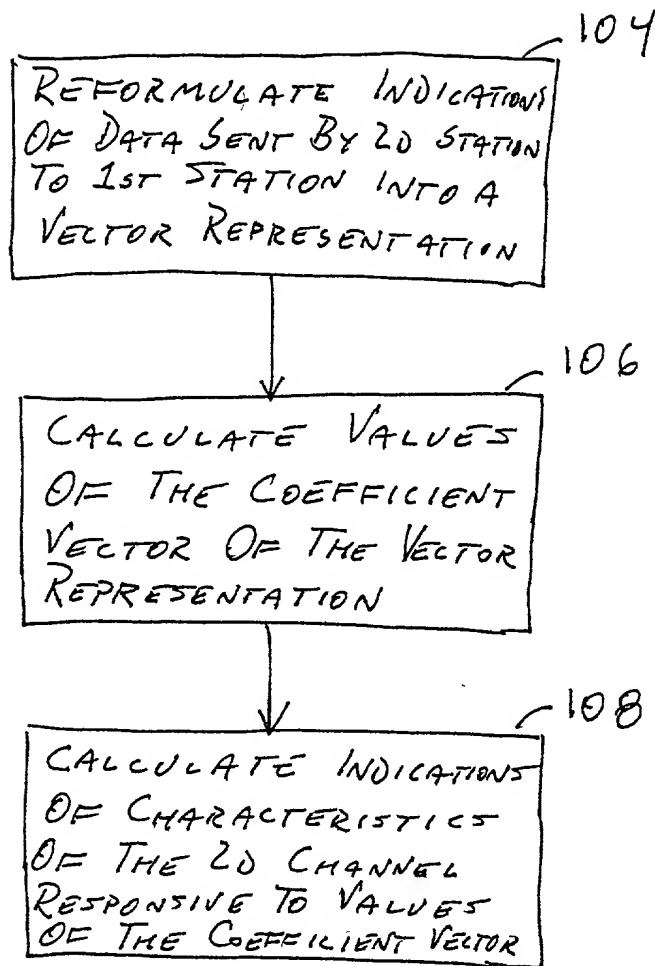 104
REFORMULATE INDICATIONS
OF DATA SENT BY 2D STATION
TO 1ST STATION INTO A
VECTOR REPRESENTATION
106
CALCULATE VALUES
OF THE COEFFICIENT
VECTOR OF THE VECTOR
REPRESENTATION
108
CALCULATE INDICATIONS
OF CHARACTERISTICS
OF THE 2D CHANNEL
RESPONSIVE TO VALUES
OF THE COEFFICIENT VECTOR